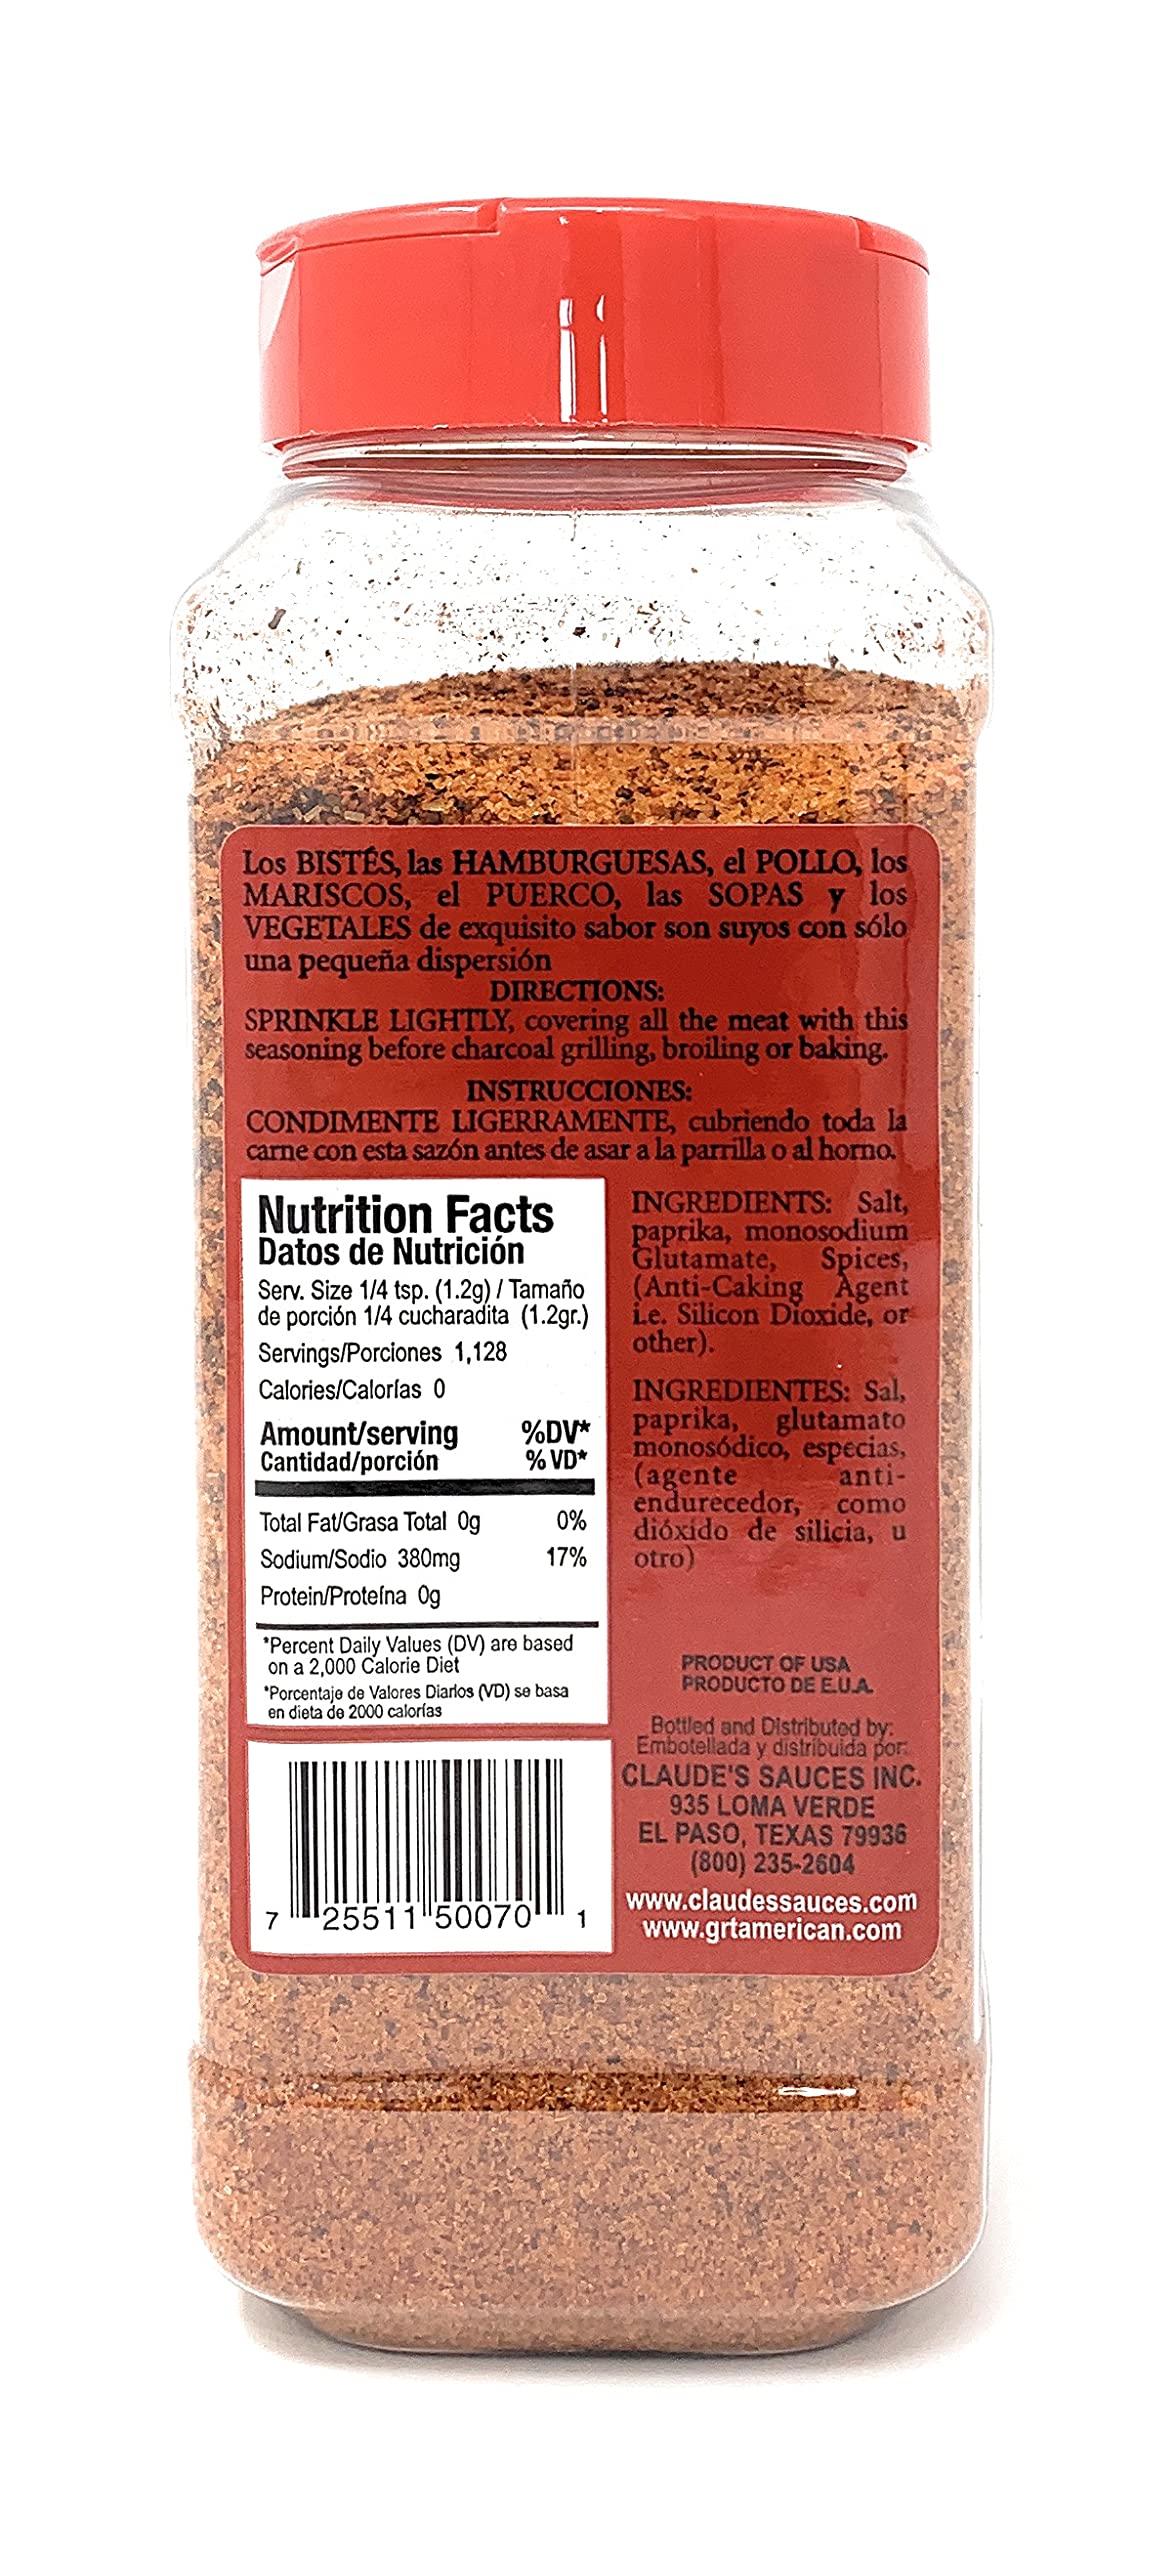 Los BISTÉS, las HAMBURGUESAS, el POLLO, los
MARISCOS, el PUERCO, las SOPAS y los
VEGETALES de exquisito sabor son suyos con sólo
una pequeña dispersión
DIRECTIONS:
SPRINKLE LIGHTLY, covering all the meat with this
seasoning before charcoal grilling, broiling or baking.
INSTRUCCIONES:
CONDIMENTE LIGERRAMENTE, cubriendo toda la
carne con esta sazón antes de asar a la parrilla o al horno.
Nutrition Facts
Datos de Nutrición
Serv. Size 1/4 tsp. (1.2g) / Tamaño
de porción 1/4 cucharadita (1.2gr.)
Servings/Porciones 1,128
Calories/Calorías 0
Amount/serving %DV*
Cantidad/porción % VD*
Total Fat/Grasa Total 0g 0%
Sodium/Sodio 380mg 17%
Protein/Proteína 0g
*Percent Daily Values (DV) are based
on a 2,000 Calorie Diet
*Porcentaje de Valores Diarios (VD) se basa
en dieta de 2000 calorías
7 25511 50070 1
INGREDIENTS: Salt,
paprika, monosodium
Glutamate, Spices,
(Anti-Caking Agent
i.e. Silicon Dioxide, or
other).
INGREDIENTES: Sal,
paprika, glutamato
monosódico, especias,
(agente anti-
endurecedor, como
dióxido de silicia, u
otro)
PRODUCT OF USA
PRODUCTO DE E.U.A.
Bottled and Distributed by:
Embotellada y distribuida por:
CLAUDE'S SAUCES INC.
935 LOMA VERDE
EL PASO, TEXAS 79936
(800) 235-2604
www.claudessauces.com
www.grtamerican.com